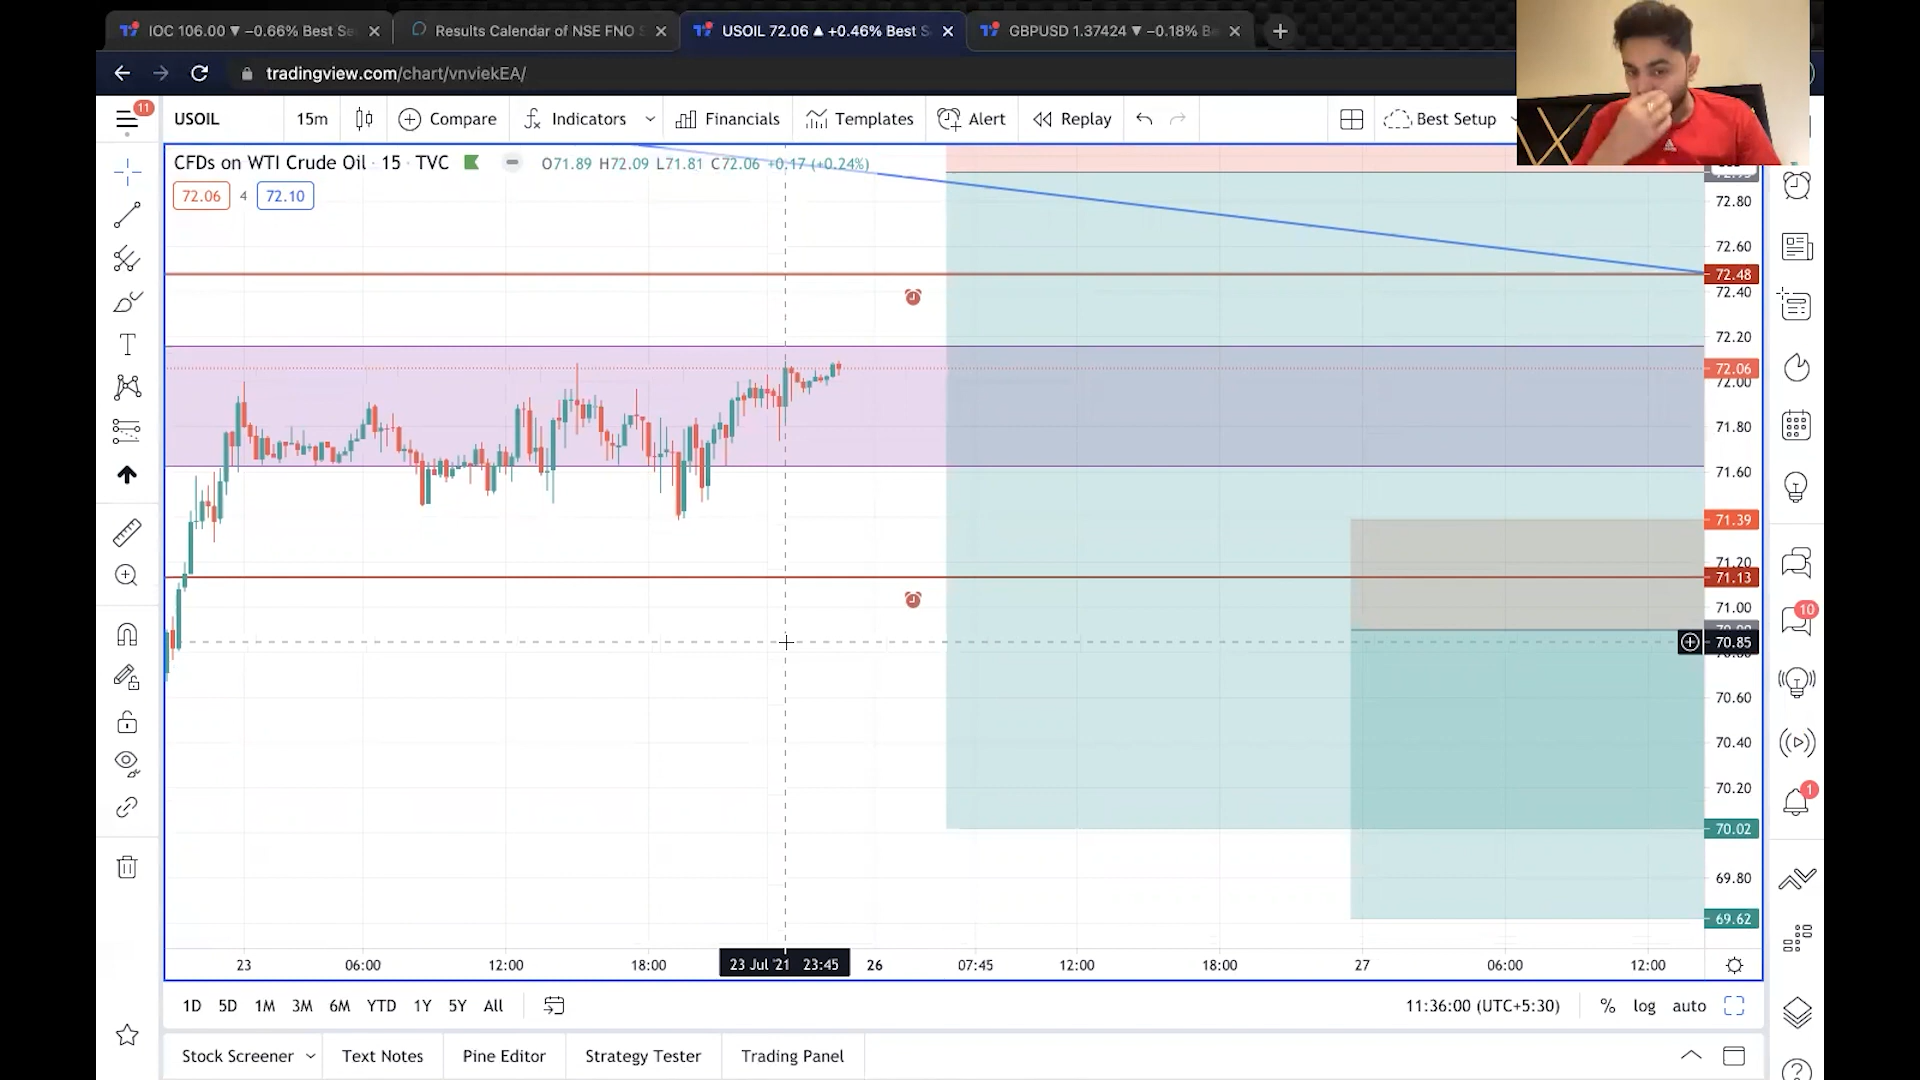 IOC 106.00 ▼ −0.66% Best Se
Results Calendar of NSE FNO S
USOIL 72.06 ▲ +0.46% Best S
GBPUSD 1.37424 ▼ −0.18% Be
tradingview.com/chart/vnviekEA/
11
USOIL
15m
Compare
Indicators
Financials
Templates
Alert
Replay
Best Setup
CFDs on WTI Crude Oil · 15 · TVC
O71.89 H72.09 L71.81 C72.06 +0.17 (+0.24%)
72.06
4
72.10
72.80
72.60
72.48
72.40
72.20
72.06
72.00
71.80
71.60
71.39
71.20
71.13
71.00
70.85
70.60
70.40
70.20
70.02
69.80
69.62
10
1
23
06:00
12:00
18:00
23 Jul '21 23:45
26
07:45
12:00
18:00
27
06:00
12:00
1D
5D
1M
3M
6M
YTD
1Y
5Y
All
11:36:00 (UTC+5:30)
%
log
auto
Stock Screener
Text Notes
Pine Editor
Strategy Tester
Trading Panel